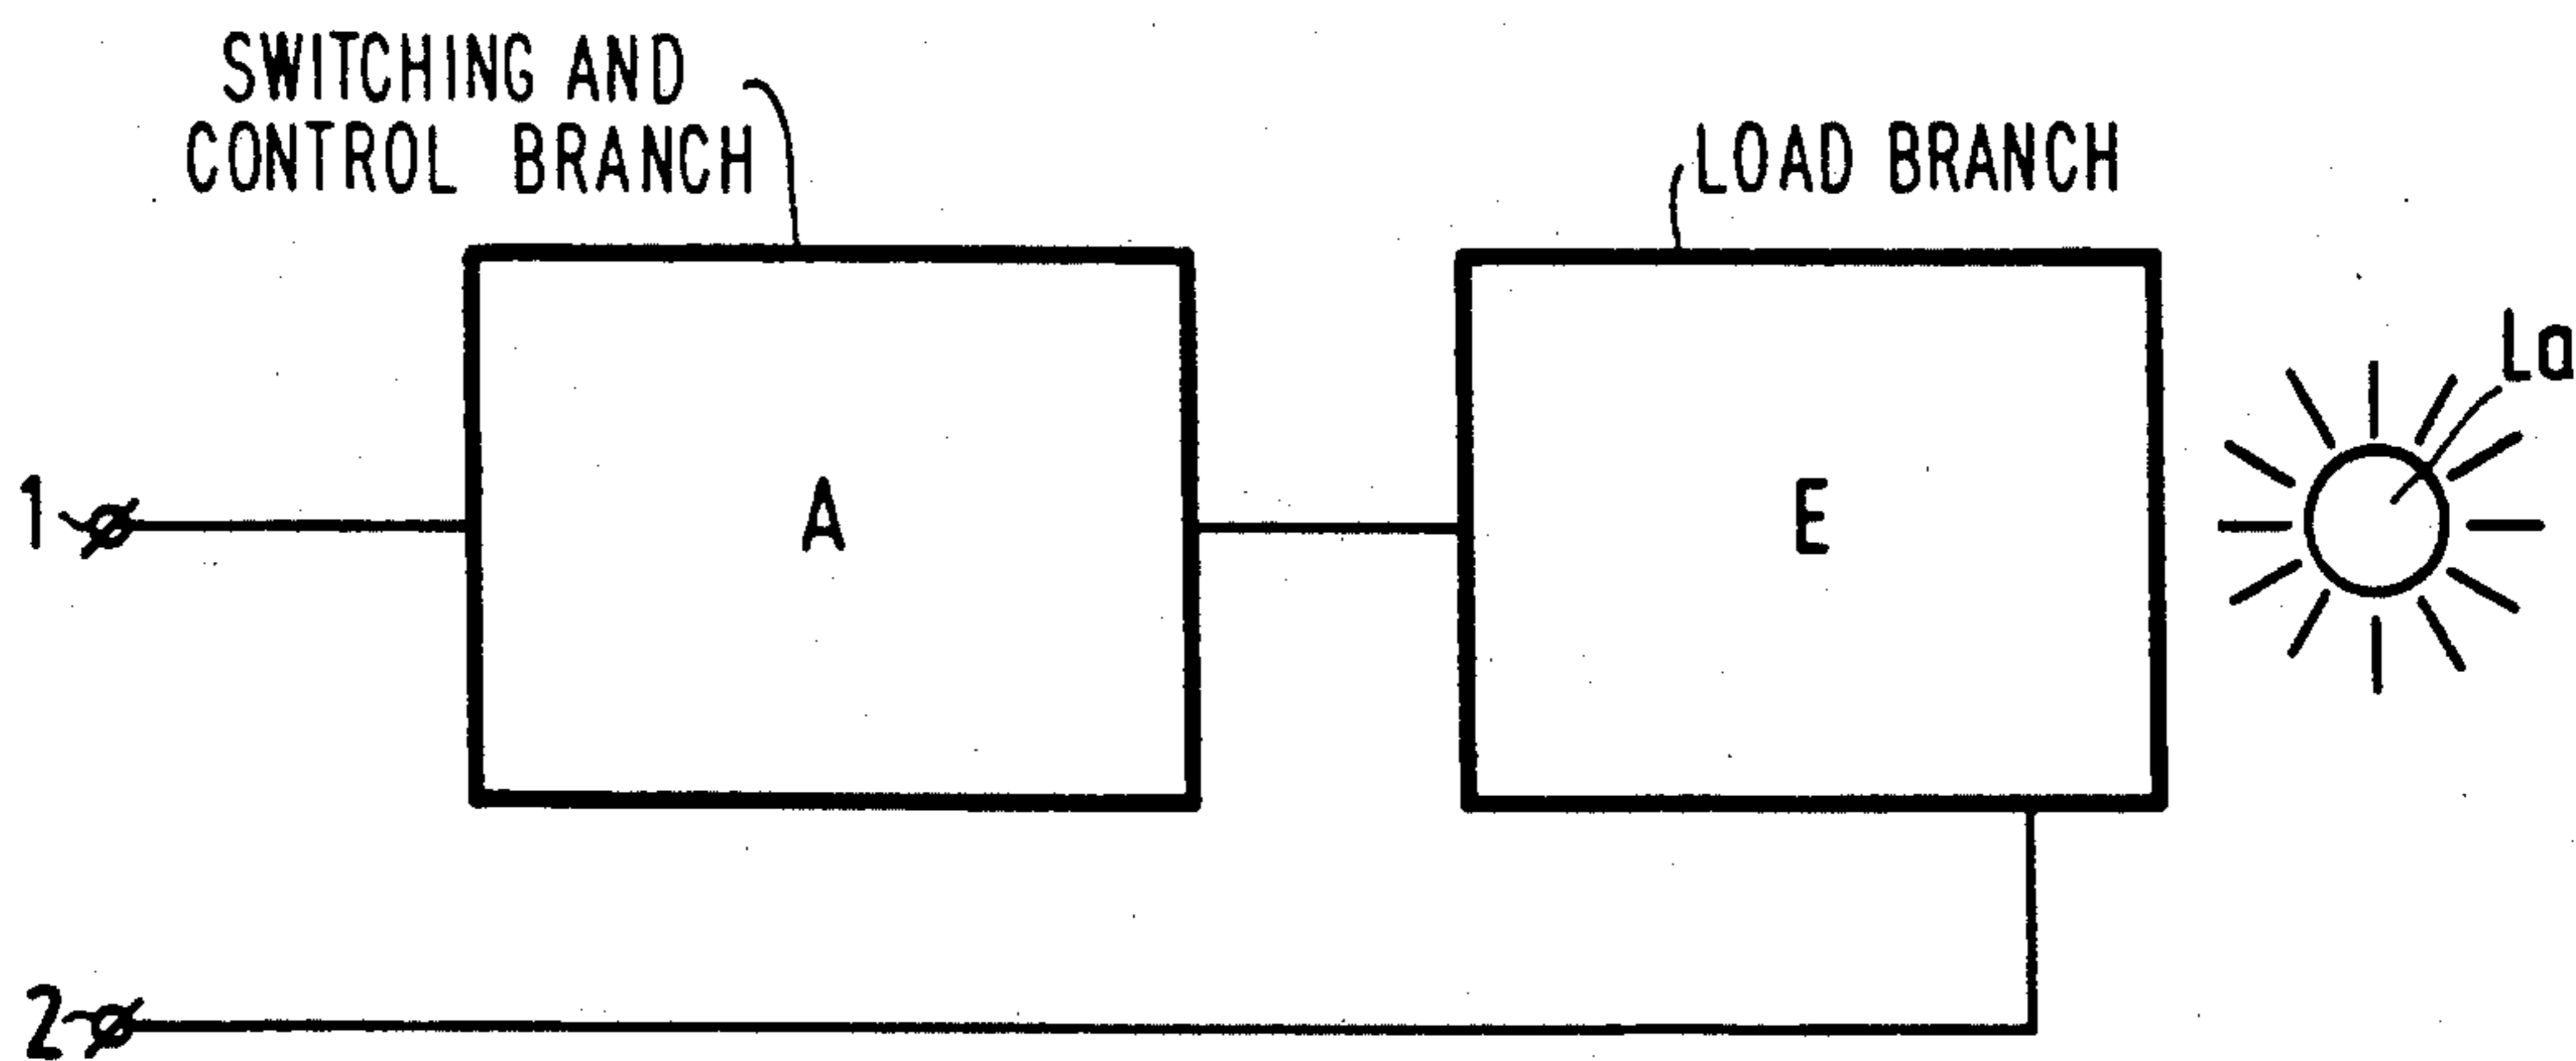 SWITCHING AND
CONTROL BRANCH
LOAD BRANCH
La
1
A
E
2